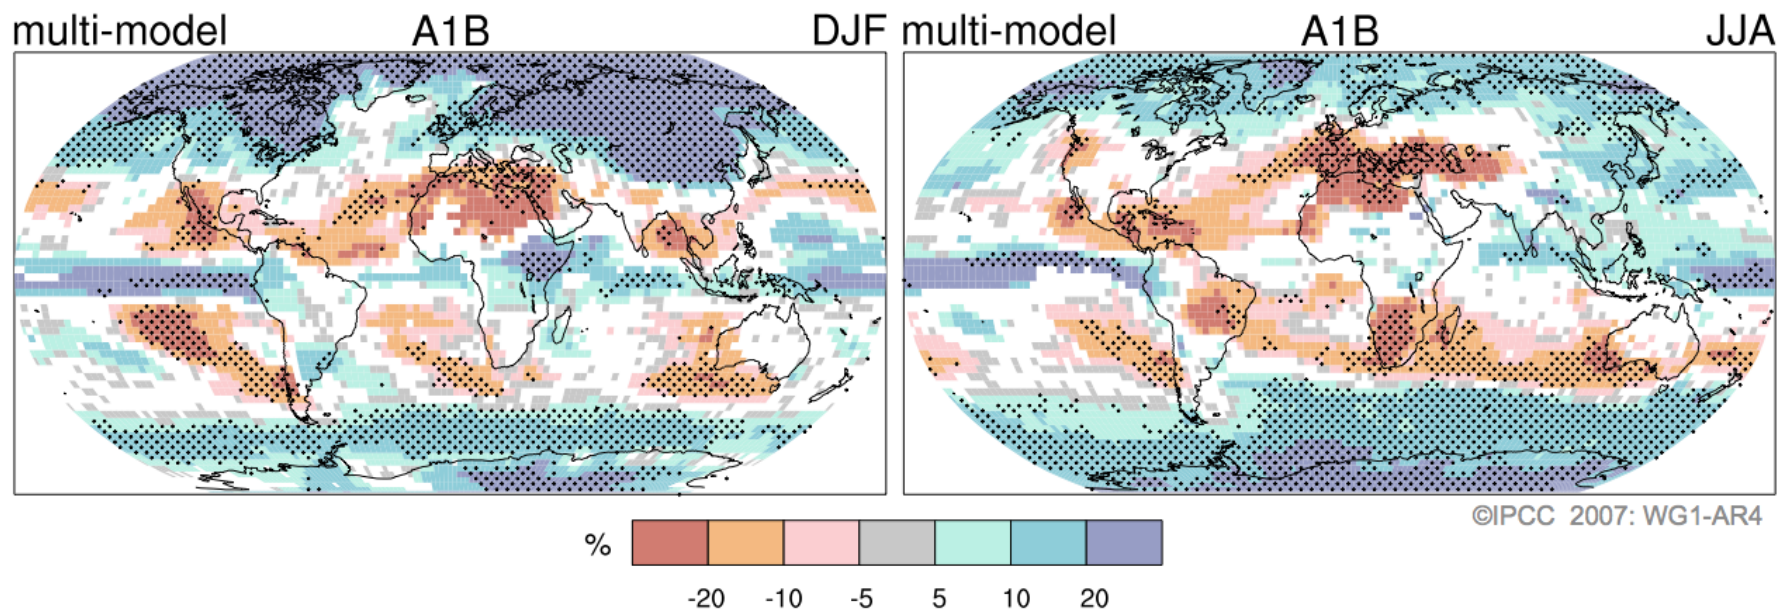 multi-model A1B DJF
multi-model A1B JJA
©IPCC 2007: WG1-AR4
%
-20 -10 -5 5 10 20